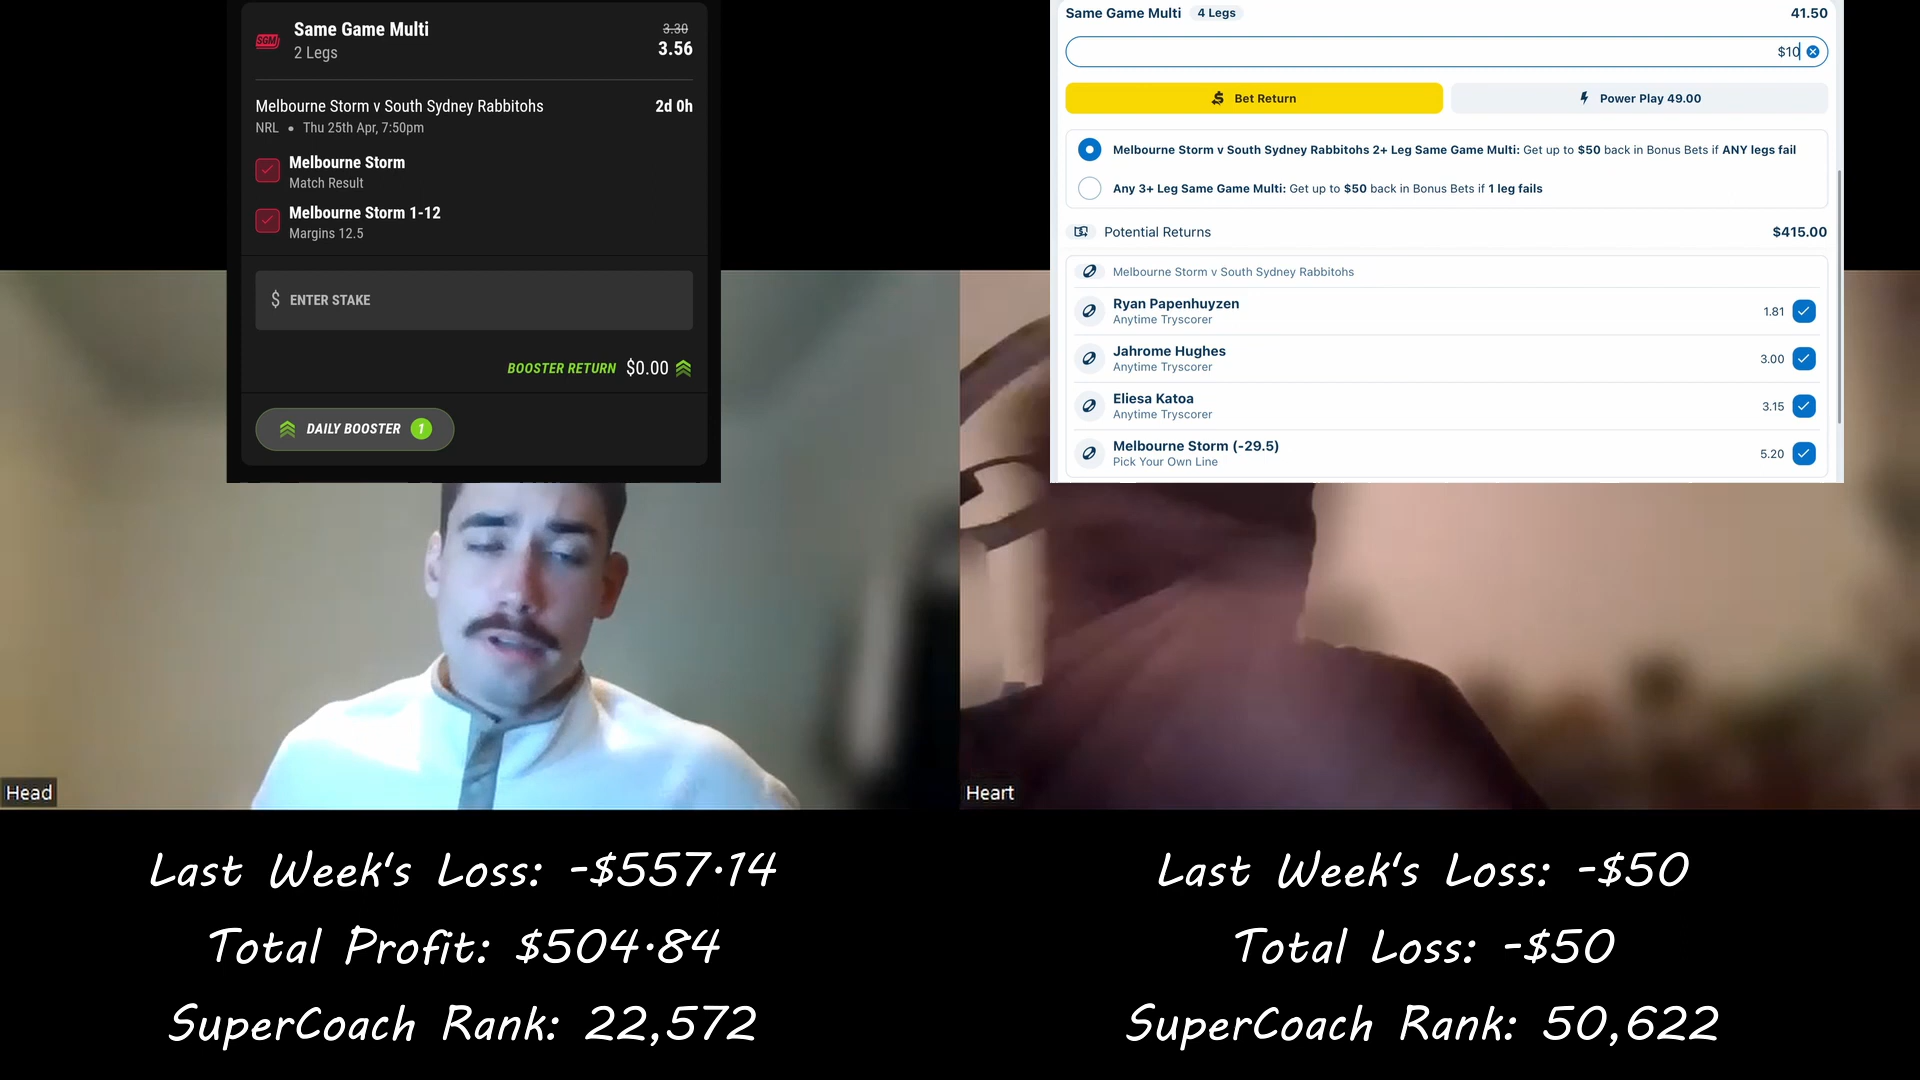 Same Game Multi
3.30
SGM
2 Legs
3.56
Melbourne Storm v South Sydney Rabbitohs
2d 0h
NRL • Thu 25th Apr, 7:50pm
Melbourne Storm
Match Result
Melbourne Storm 1-12
Margins 12.5
$ ENTER STAKE
BOOSTER RETURN $0.00
DAILY BOOSTER 1
Head
Last Week's Loss: -$557.14
Total Profit: $504.84
SuperCoach Rank: 22,572
Same Game Multi 4 Legs 41.50
$10
Bet Return
Power Play 49.00
Melbourne Storm v South Sydney Rabbitohs 2+ Leg Same Game Multi: Get up to $50 back in Bonus Bets if ANY legs fail
Any 3+ Leg Same Game Multi: Get up to $50 back in Bonus Bets if 1 leg fails
Potential Returns $415.00
Melbourne Storm v South Sydney Rabbitohs
Ryan Papenhuyzen
Anytime Tryscorer
1.81
Jahrome Hughes
Anytime Tryscorer
3.00
Eliesa Katoa
Anytime Tryscorer
3.15
Melbourne Storm (-29.5)
Pick Your Own Line
5.20
Heart
Last Week's Loss: -$50
Total Loss: -$50
SuperCoach Rank: 50,622